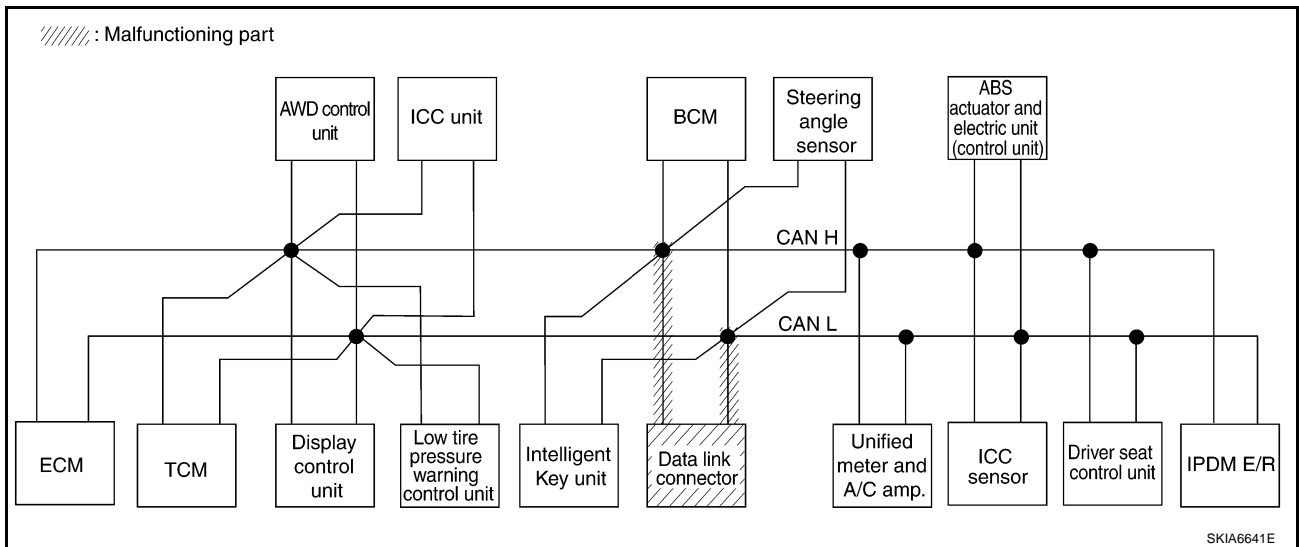 : Malfunctioning part
AWD control
unit
ICC unit
BCM
Steering
angle
sensor
ABS
actuator and
electric unit
(control unit)
CAN H
CAN L
ECM
TCM
Display
control
unit
Low tire
pressure
warning
control unit
Intelligent
Key unit
Data link
connector
Unified
meter and
A/C amp.
ICC
sensor
Driver seat
control unit
IPDM E/R
SKIA6641E